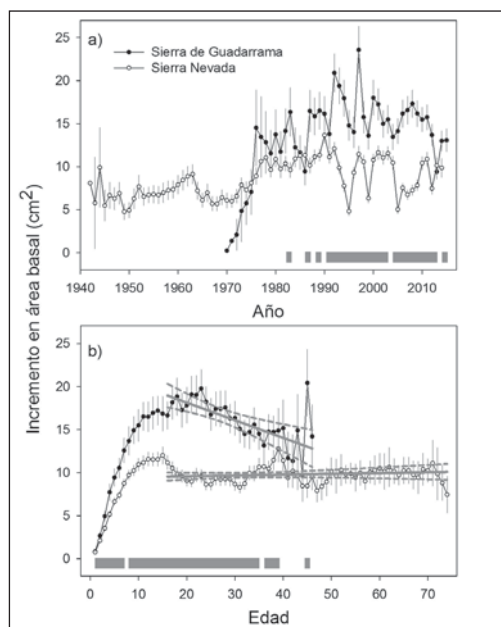 a)
Sierra de Guadarrama
Sierra Nevada
25
20
15
10
5
0
1940 1950 1960 1970 1980 1990 2000 2010
Año
Incremento en área basal (cm²)
b)
25
20
15
10
5
0
0 10 20 30 40 50 60 70
Edad